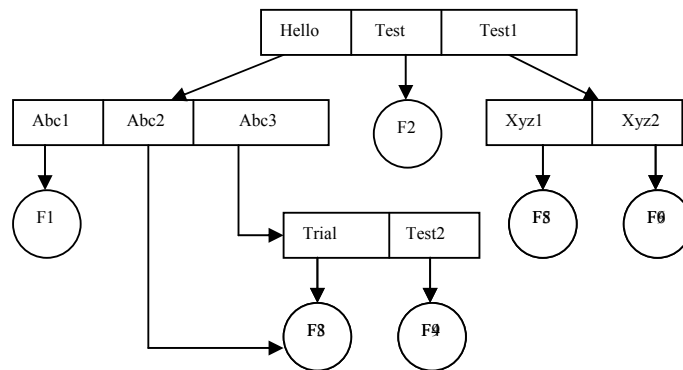 Hello Test Test1
Abc1 Abc2 Abc3
F2
Xyz1 Xyz2
F1
Trial Test2